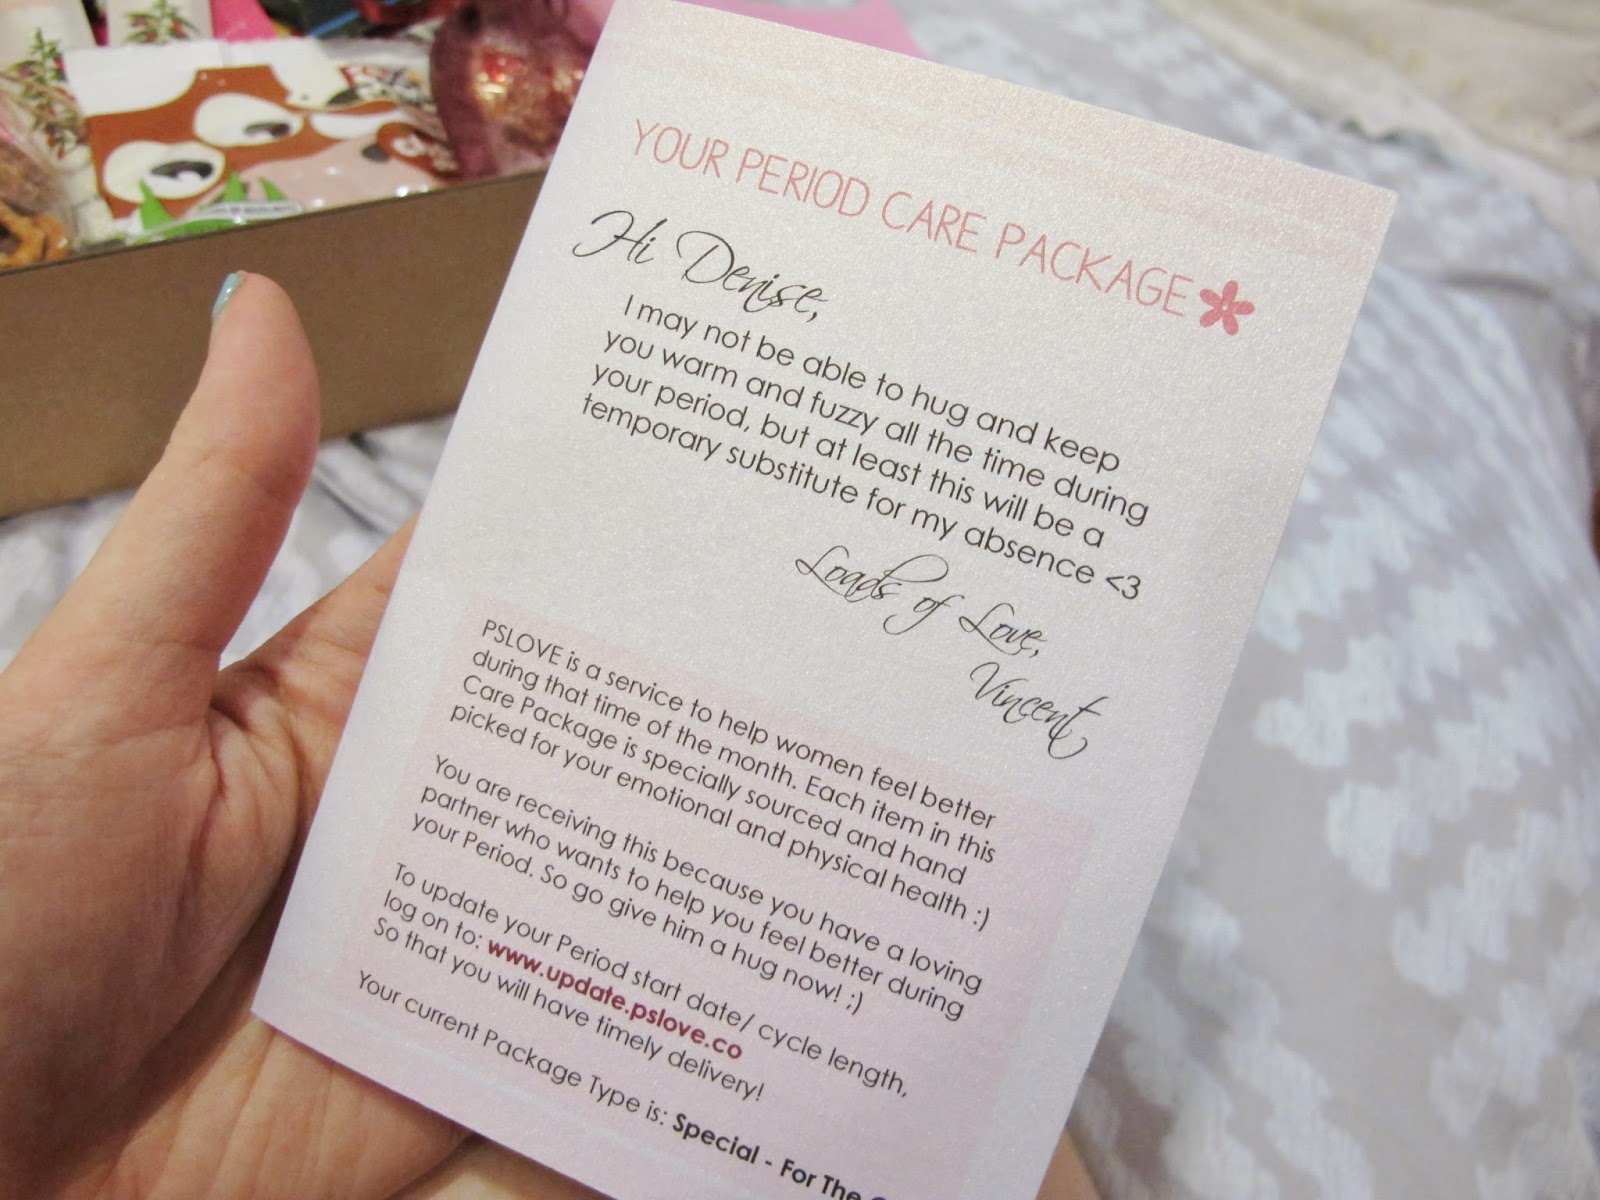 YOUR PERIOD CARE PACKAGE
Hi Denise,
I may not be able to hug and keep
you warm and fuzzy all the time during
your period, but at least this will be a
temporary substitute for my absence <3
Loads of Love,
Vincent
PSLOVE is a service to help women feel better
during that time of the month. Each item in this
Care Package is specially sourced and hand
picked for your emotional and physical health :)
You are receiving this because you have a loving
partner who wants to help you feel better during
your Period. So go give him a hug now! ;)
To update your Period start date/ cycle length,
log on to: www.update.pslove.co
So that you will have timely delivery!
Your current Package Type is: Special - For The